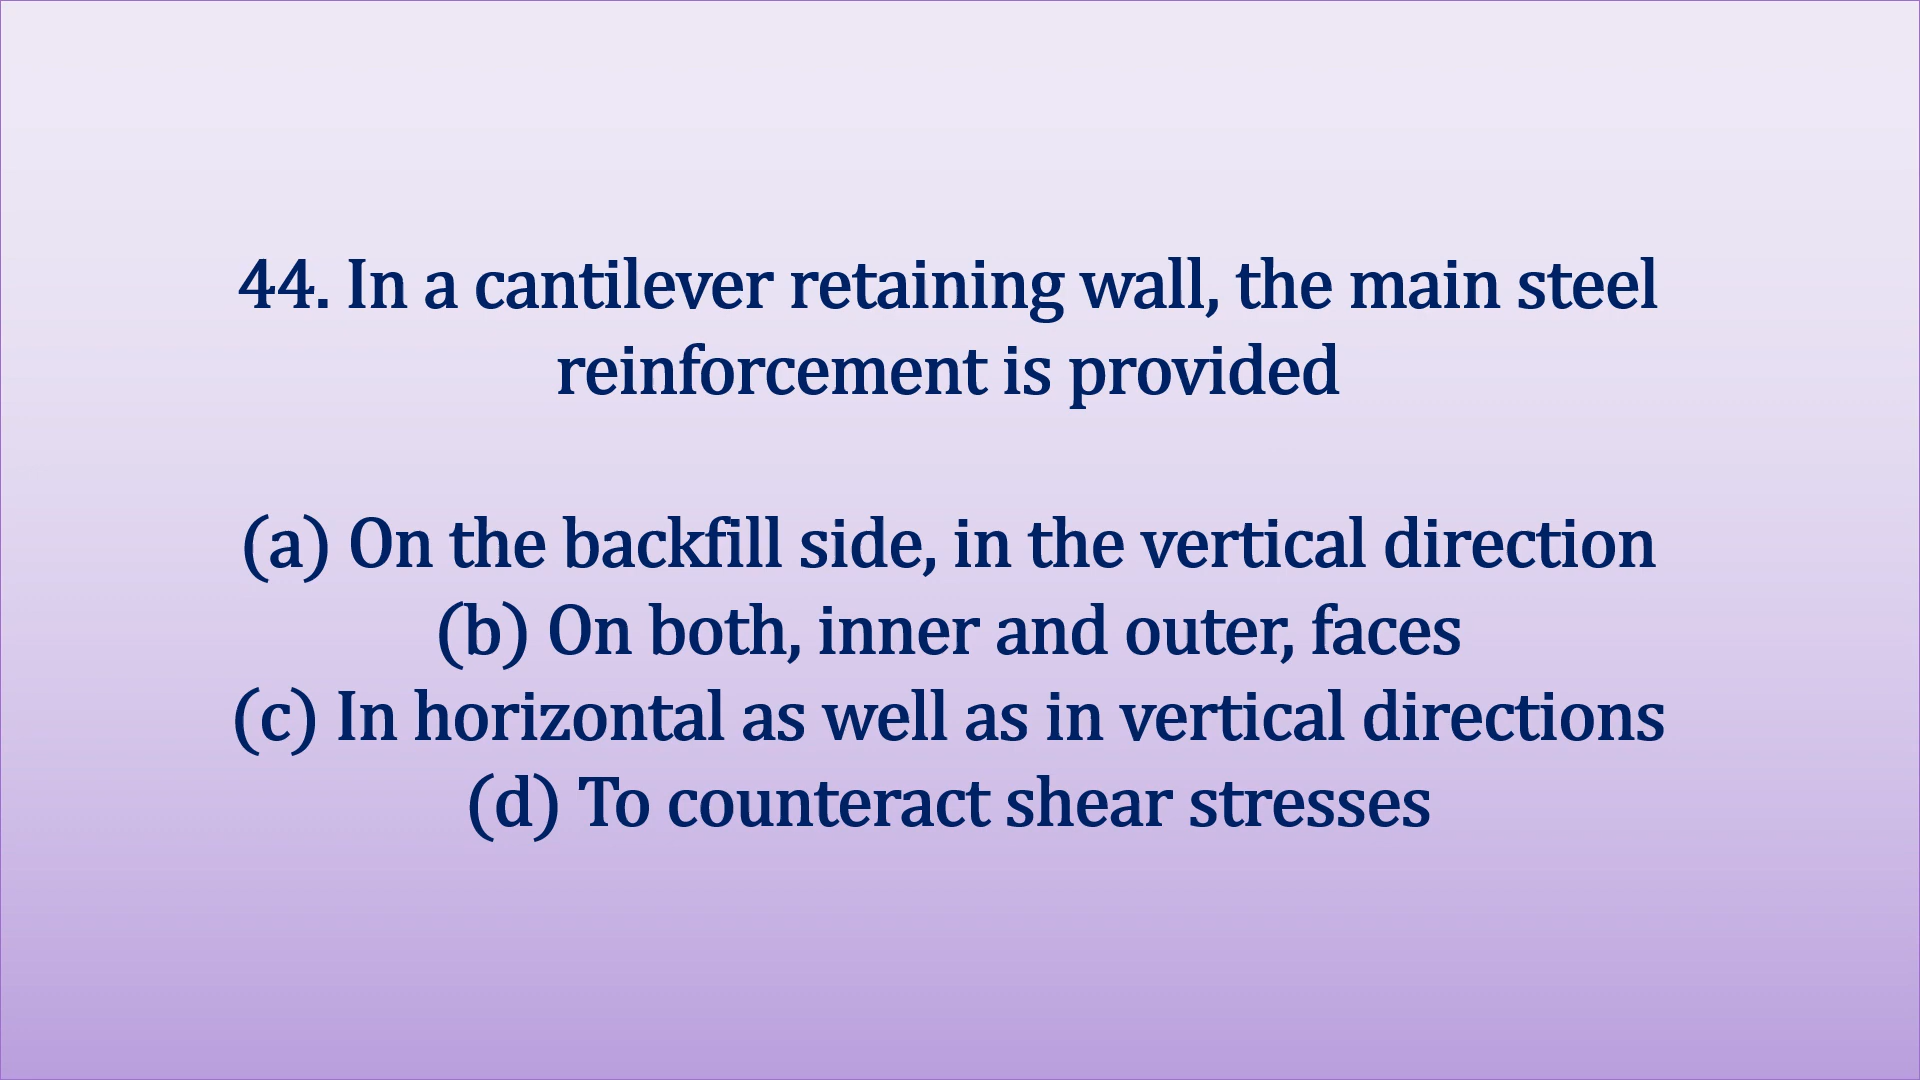 44. In a cantilever retaining wall, the main steel
reinforcement is provided
(a) On the backfill side, in the vertical direction
(b) On both, inner and outer, faces
(c) In horizontal as well as in vertical directions
(d) To counteract shear stresses